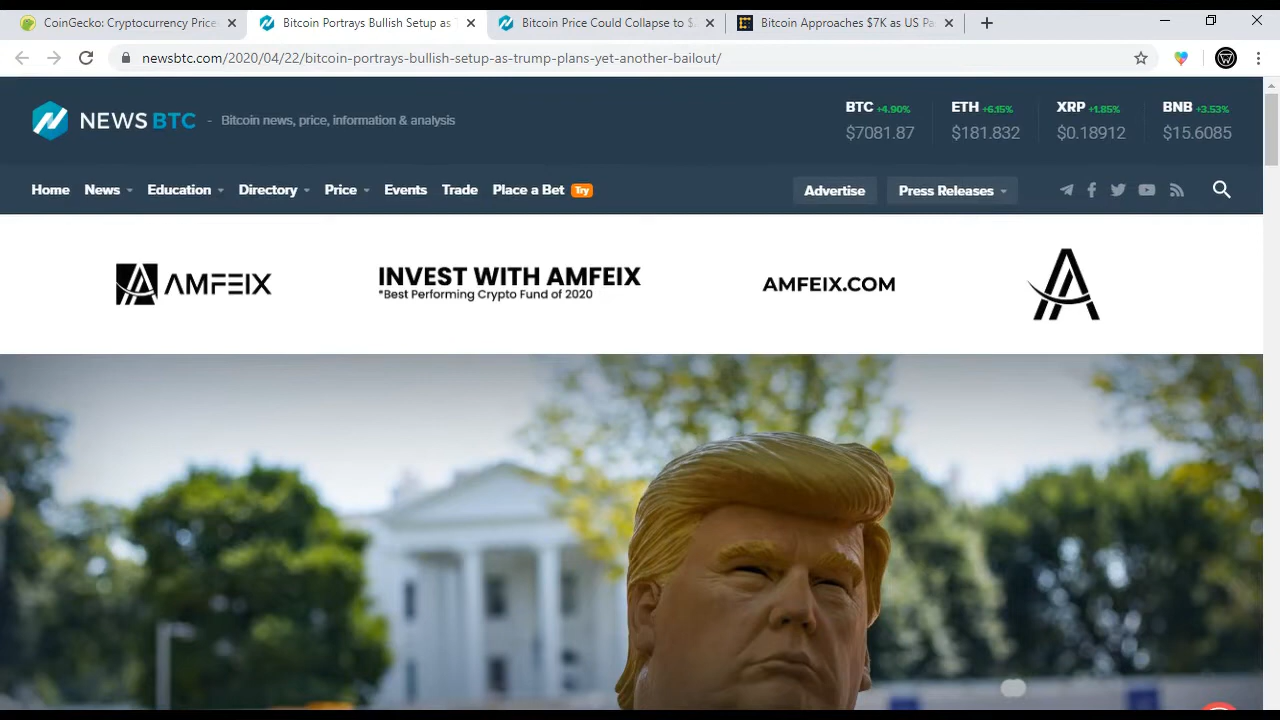 CoinGecko: Cryptocurrency Price
Bitcoin Portrays Bullish Setup as
Bitcoin Price Could Collapse to $
Bitcoin Approaches $7K as US Pa
newsbtc.com/2020/04/22/bitcoin-portrays-bullish-setup-as-trump-plans-yet-another-bailout/
NEWSBTC - Bitcoin news, price, information & analysis
BTC +4.90% ETH +6.15% XRP +1.85% BNB +3.53%
$7081.87 $181.832 $0.18912 $15.6085
Home News Education Directory Price Events Trade Place a Bet Try Advertise Press Releases
AMFEIX INVEST WITH AMFEIX AMFEIX.COM
*Best Performing Crypto Fund of 2020